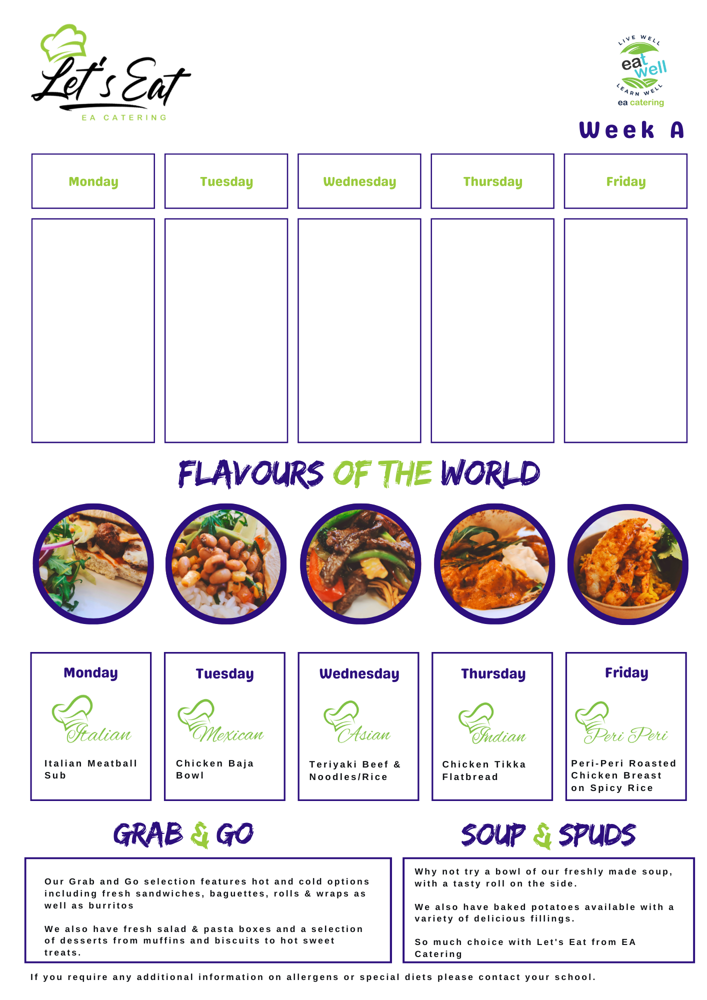 Let's Eat
EA CATERING
LIVE WELL
eat
well
LEARN WELL
ea catering
Week A
Monday
Tuesday
Wednesday
Thursday
Friday
FLAVOURS OF THE WORLD
Monday
Italian
Italian Meatball
Sub
Tuesday
Mexican
Chicken Baja
Bowl
Wednesday
Asian
Teriyaki Beef &
Noodles/Rice
Thursday
Indian
Chicken Tikka
Flatbread
Friday
Peri Peri
Peri-Peri Roasted
Chicken Breast
on Spicy Rice
GRAB & GO
Our Grab and Go selection features hot and cold options
including fresh sandwiches, baguettes, rolls & wraps as
well as burritos
We also have fresh salad & pasta boxes and a selection
of desserts from muffins and biscuits to hot sweet
treats.
SOUP & SPUDS
Why not try a bowl of our freshly made soup,
with a tasty roll on the side.
We also have baked potatoes available with a
variety of delicious fillings.
So much choice with Let's Eat from EA
Catering
If you require any additional information on allergens or special diets please contact your school.